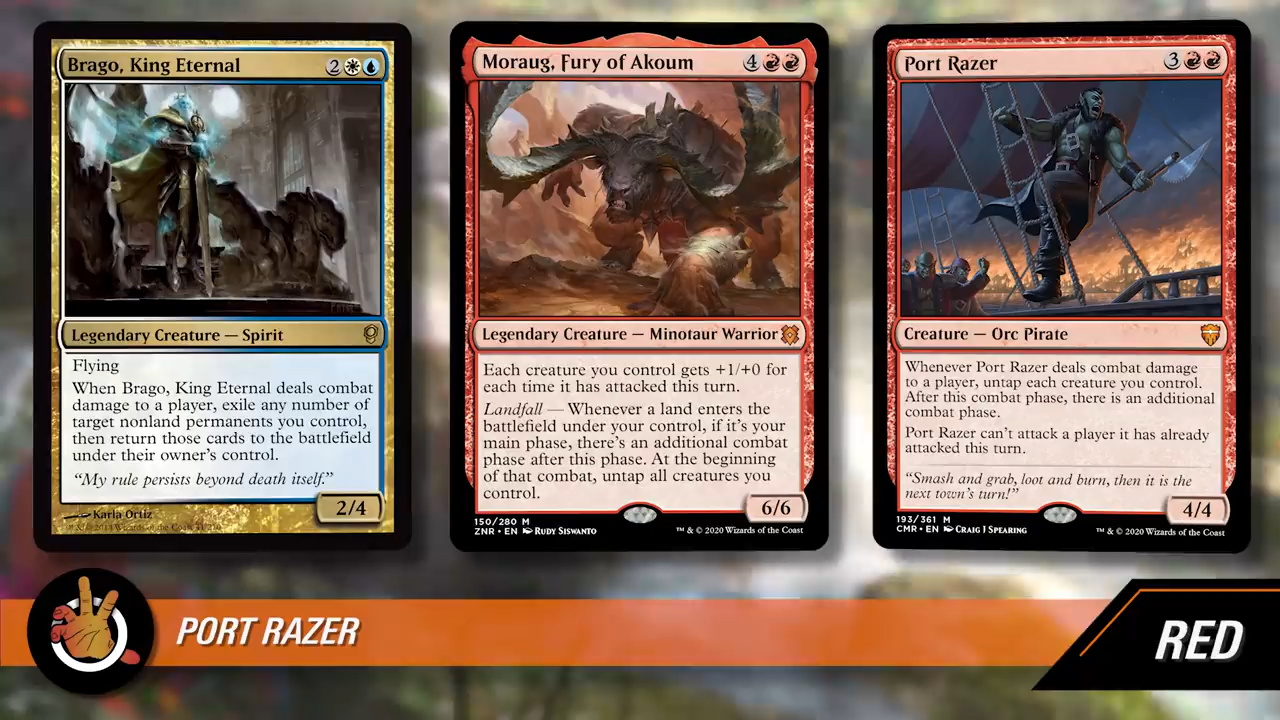 Brago, King Eternal 2
Legendary Creature — Spirit
Flying
When Brago, King Eternal deals combat
damage to a player, exile any number of
target nonland permanents you control,
then return those cards to the battlefield
under their owner's control.
"My rule persists beyond death itself."
2/4
Karla Ortiz
Moraug, Fury of Akoum 4
Legendary Creature — Minotaur Warrior
Each creature you control gets +1/+0 for
each time it has attacked this turn.
Landfall — Whenever a land enters the
battlefield under your control, if it's your
main phase, there's an additional combat
phase after this phase. At the beginning
of that combat, untap all creatures you
control.
6/6
150/280 M
ZNR • EN Rudy Siswanto
™ & © 2020 Wizards of the Coast
Port Razer 3
Creature — Orc Pirate
Whenever Port Razer deals combat damage
to a player, untap each creature you control.
After this combat phase, there is an additional
combat phase.
Port Razer can't attack a player it has already
attacked this turn.
"Smash and grab, loot and burn, then it is the
next town's turn!"
4/4
193/361 M
CMR • EN Craig J Spearing
™ & © 2020 Wizards of the Coast
PORT RAZER
RED